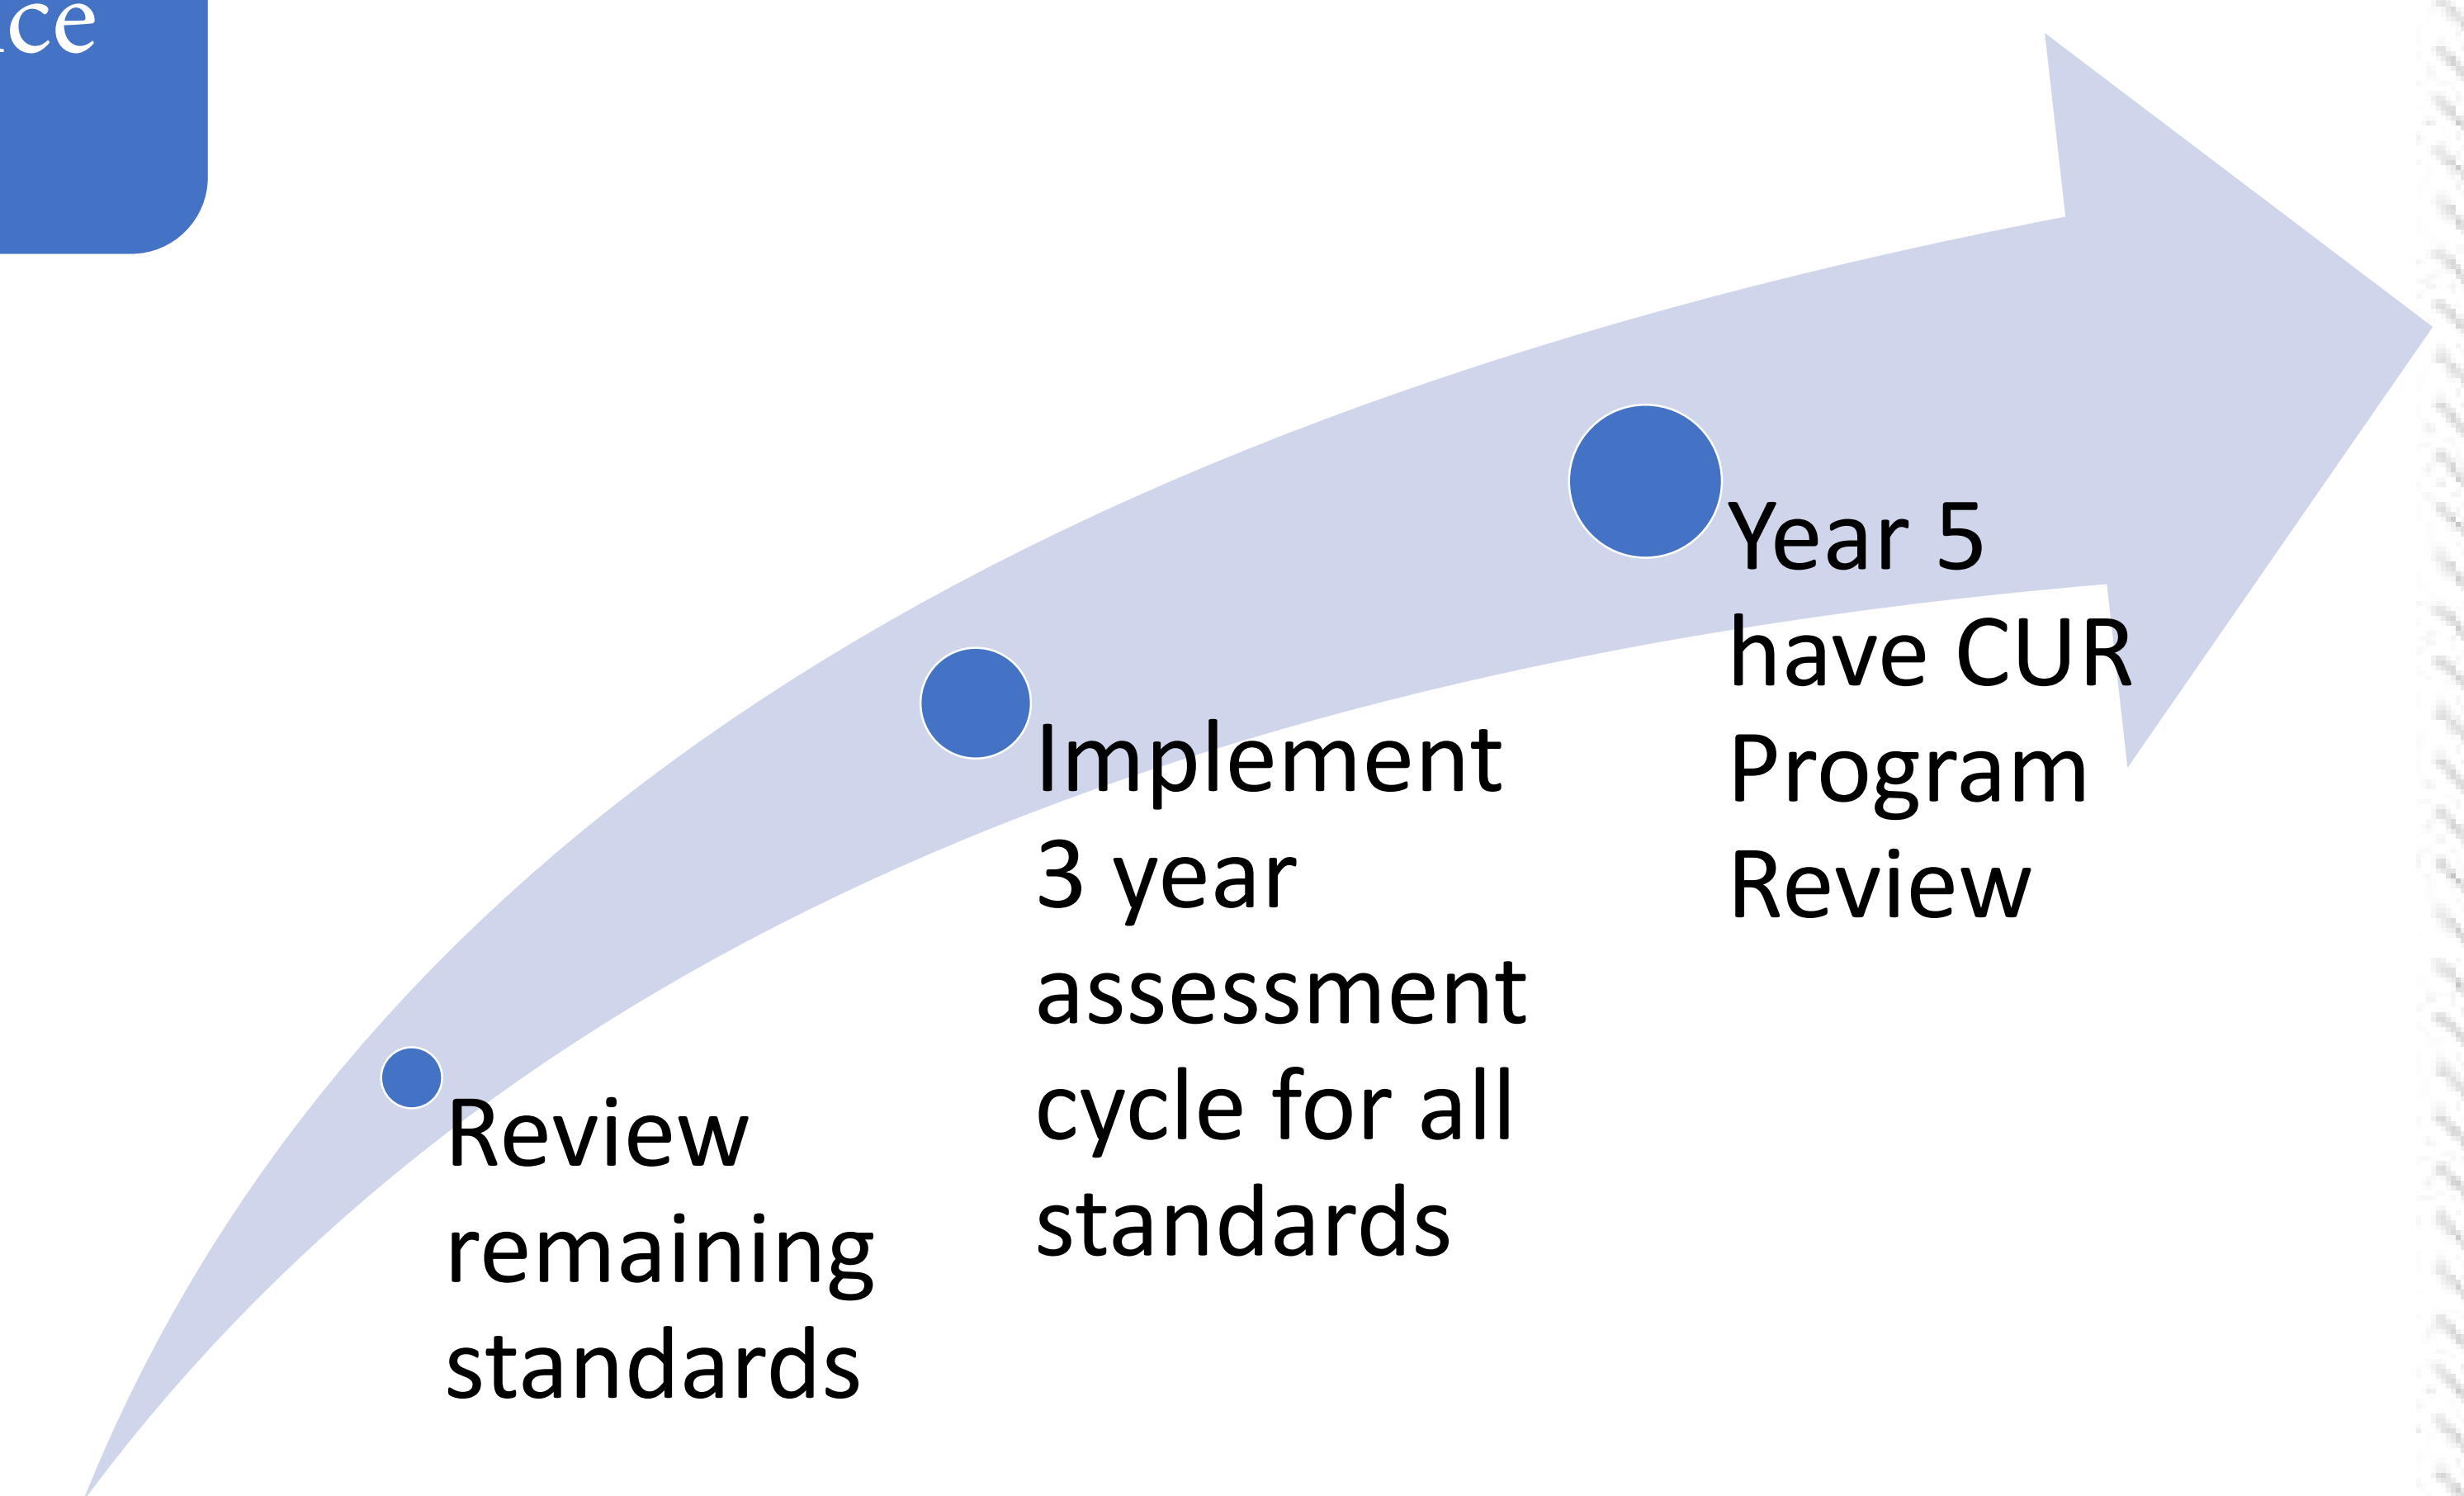 Review
remaining
standards
Implement
3 year
assessment
cycle for all
standards
Year 5
have CUR
Program
Review